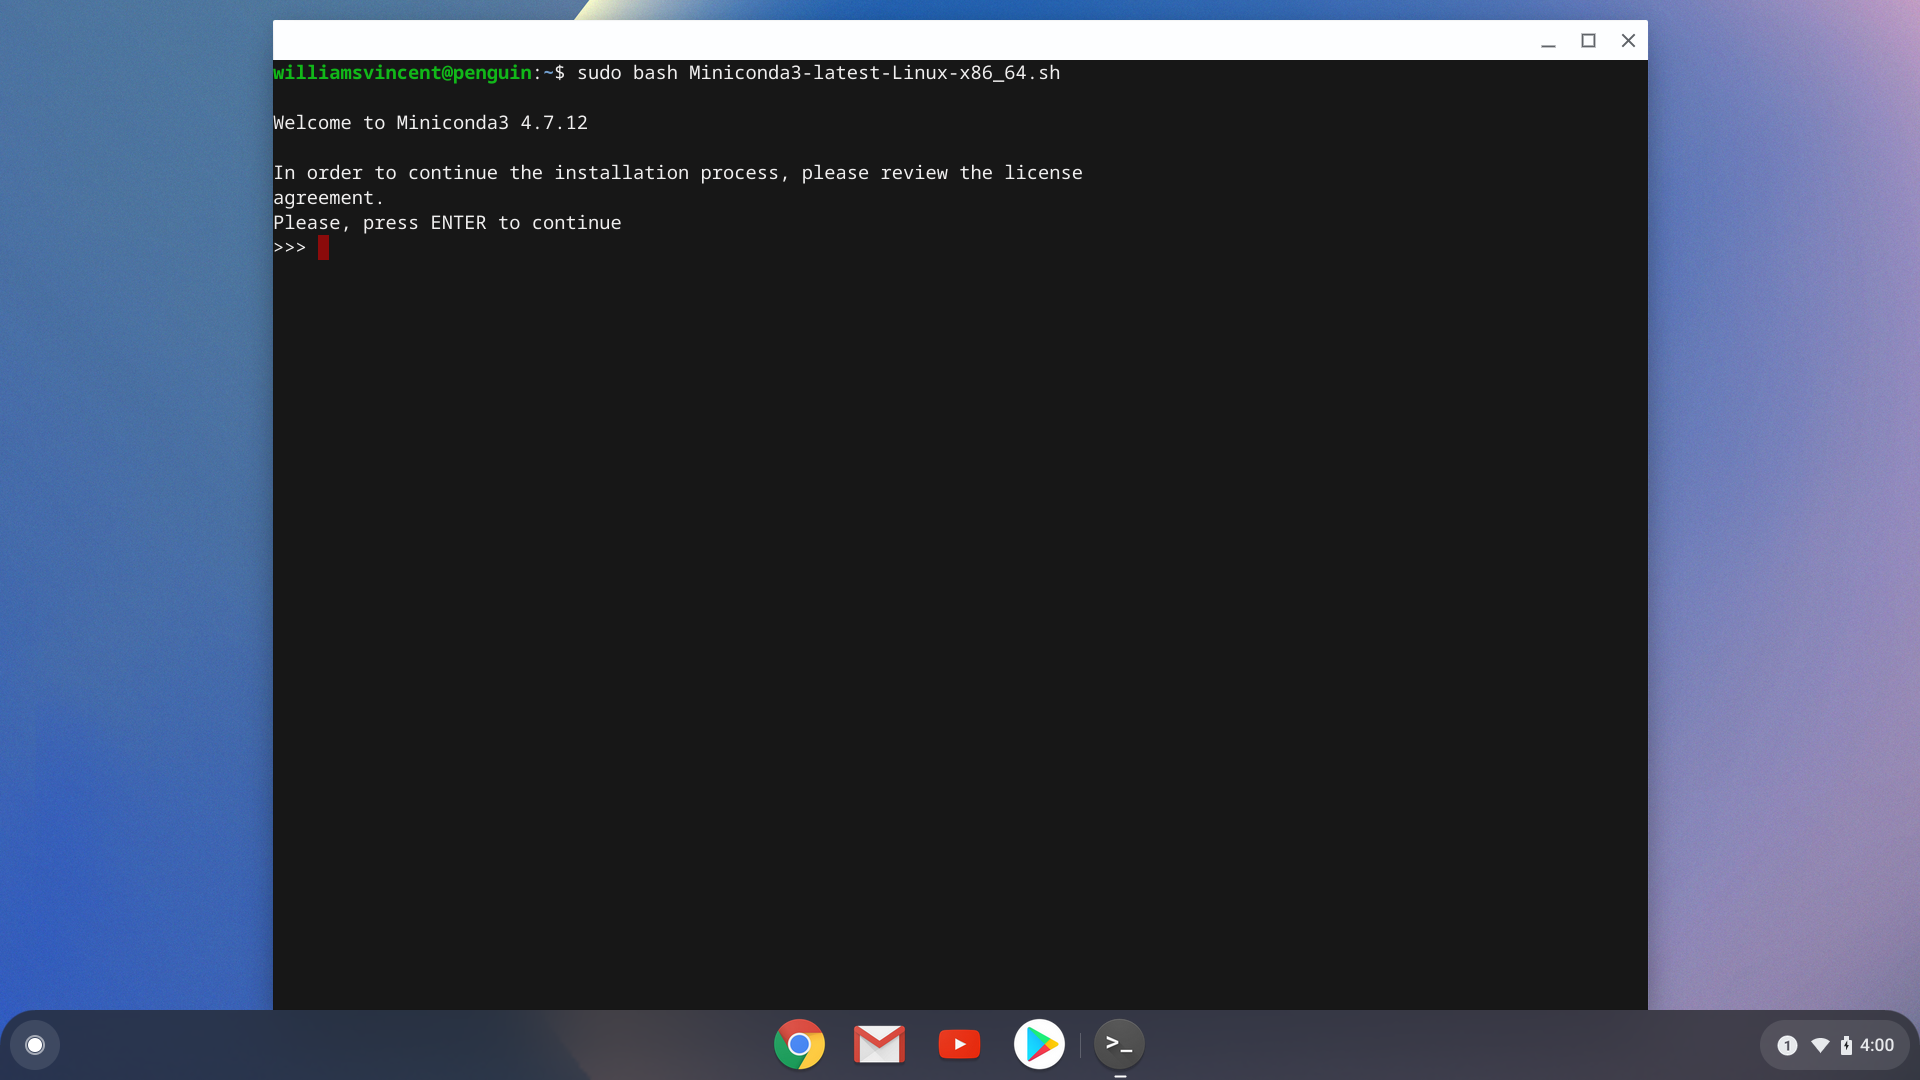 williamsvincent@penguin:~$ sudo bash Miniconda3-latest-Linux-x86_64.sh
Welcome to Miniconda3 4.7.12
In order to continue the installation process, please review the license
agreement.
Please, press ENTER to continue
>>>
>_
1 4:00